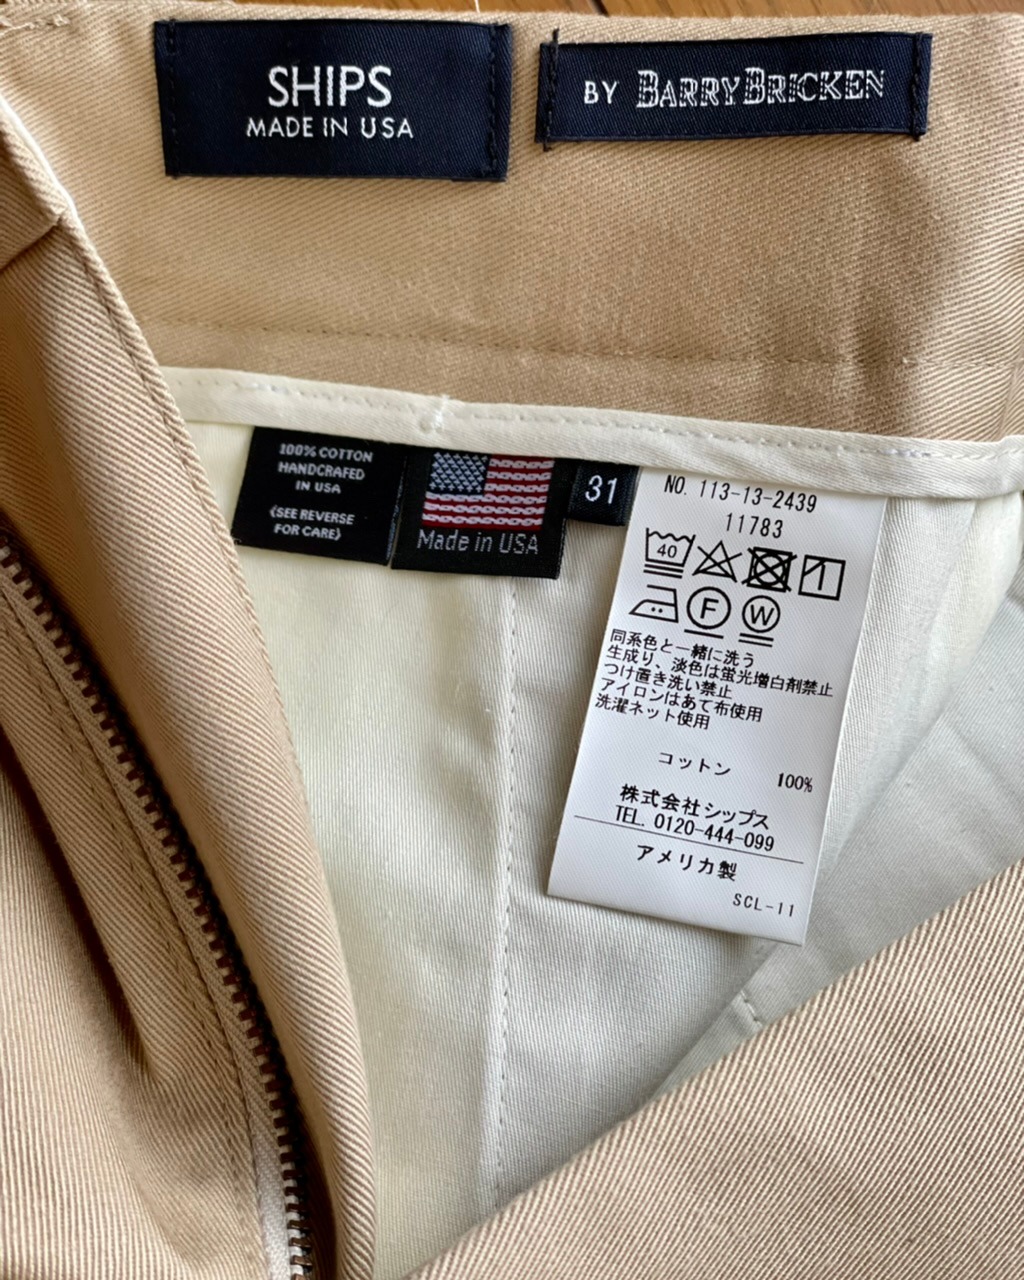 SHIPS
MADE IN USA
BY BARRY BRICKEN
100% COTTON
HANDCRAFED
IN USA
(SEE REVERSE
FOR CARE)
Made in USA
31
NO. 113-13-2439
11783
40
F W
同系色と一緒に洗う
生成り、淡色は蛍光増白剤禁止
つけ置き洗い禁止
アイロンはあて布使用
洗濯ネット使用
コットン 100%
株式会社シップス
TEL. 0120-444-099
アメリカ製
SCL-11